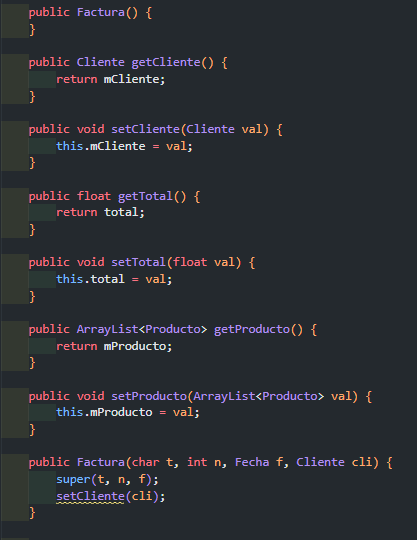 public Factura() {
}
public Cliente getCliente() {
return mCliente;
}
public void setCliente(Cliente val) {
this.mCliente = val;
}
public float getTotal() {
return total;
}
public void setTotal(float val) {
this.total = val;
}
public ArrayList<Producto> getProducto() {
return mProducto;
}
public void setProducto(ArrayList<Producto> val) {
this.mProducto = val;
}
public Factura(char t, int n, Fecha f, Cliente cli) {
super(t, n, f);
setCliente(cli);
}